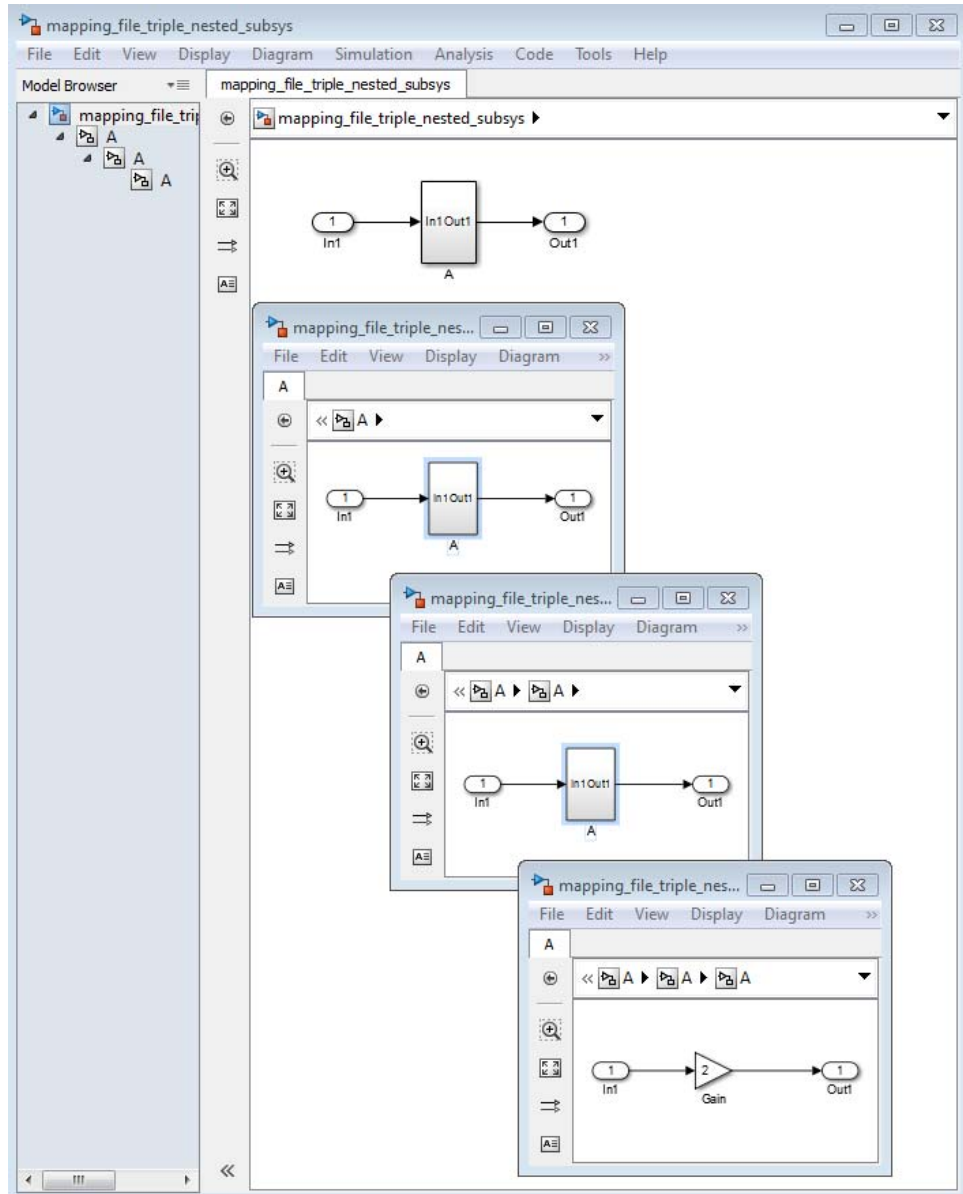 mapping_file_triple_nested_subsys
File Edit View Display Diagram Simulation Analysis Code Tools Help
Model Browser
mapping_file_triple_nested_subsys
mapping_file_trip
A
A
A
mapping_file_triple_nested_subsys
1
In1
In1 Out1
A
1
Out1
mapping_file_triple_nes...
File Edit View Display Diagram »
A
« A
1
In1
In1 Out1
A
1
Out1
mapping_file_triple_nes...
File Edit View Display Diagram »
A
« A A
1
In1
In1 Out1
A
1
Out1
mapping_file_triple_nes...
File Edit View Display Diagram »
A
« A A A
1
In1
2
Gain
1
Out1
«